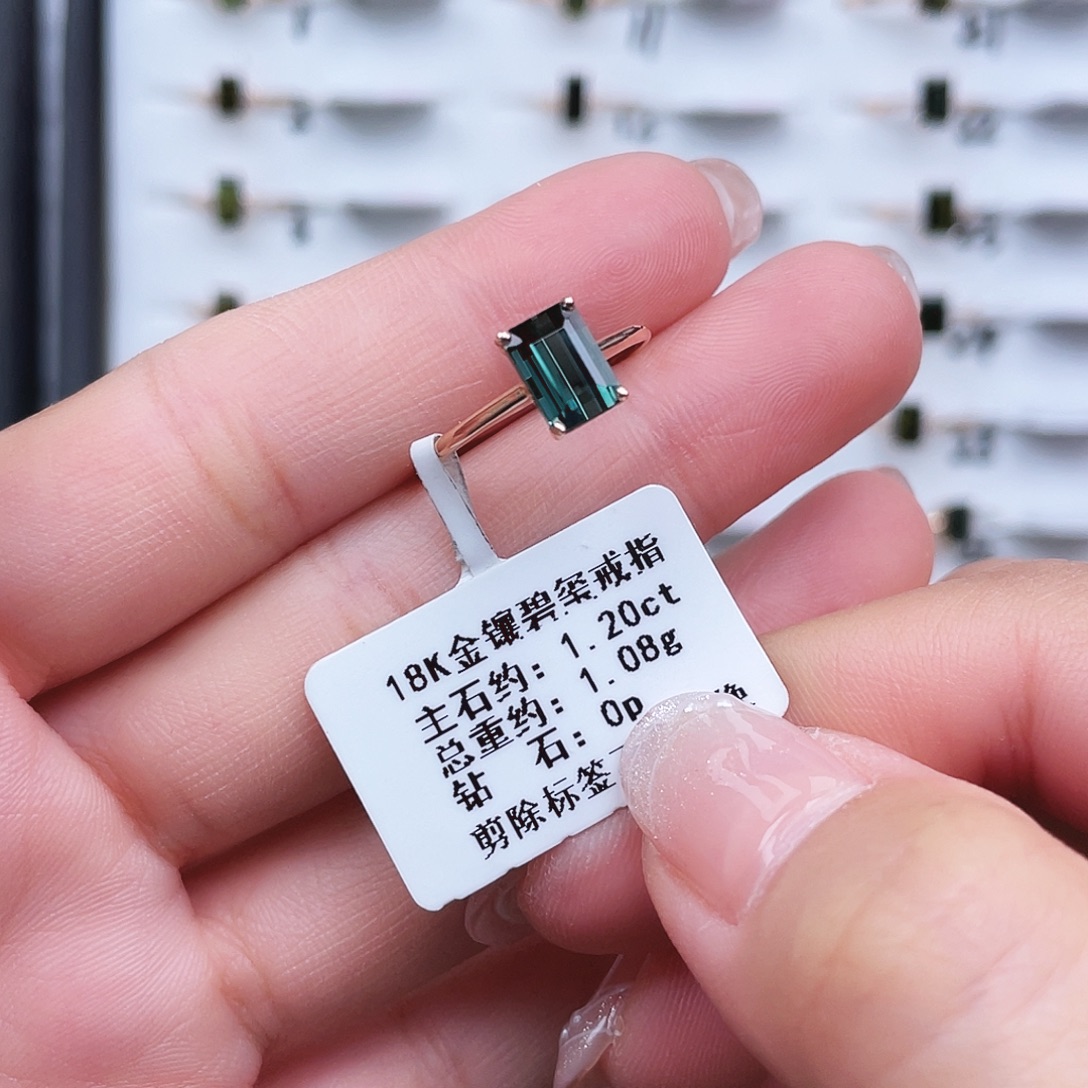 18K金镶碧玺戒指
主石约: 1.20ct
总重约: 1.08g
钻 石: 0p
剪除标签